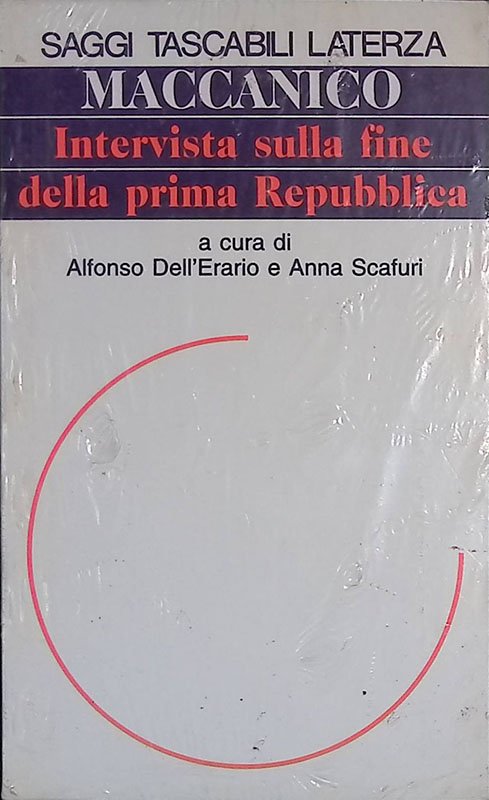 SAGGI TASCABILI LATERZA
MACCANICO
Intervista sulla fine
della prima Repubblica
a cura di
Alfonso Dell'Erario e Anna Scafuri